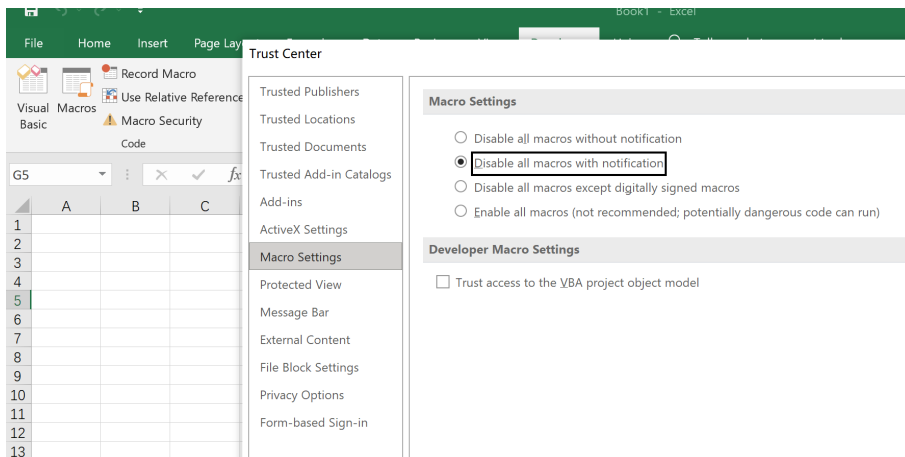 Book1 - Excel
File Home Insert Page Lay
Trust Center
Record Macro
Use Relative Reference
Macro Security
Visual Basic
Macros
Code
G5
fx
A B C
1
2
3
4
5
6
7
8
9
10
11
12
13
Trusted Publishers
Trusted Locations
Trusted Documents
Trusted Add-in Catalogs
Add-ins
ActiveX Settings
Macro Settings
Protected View
Message Bar
External Content
File Block Settings
Privacy Options
Form-based Sign-in
Macro Settings
Disable all macros without notification
Disable all macros with notification
Disable all macros except digitally signed macros
Enable all macros (not recommended; potentially dangerous code can run)
Developer Macro Settings
Trust access to the VBA project object model